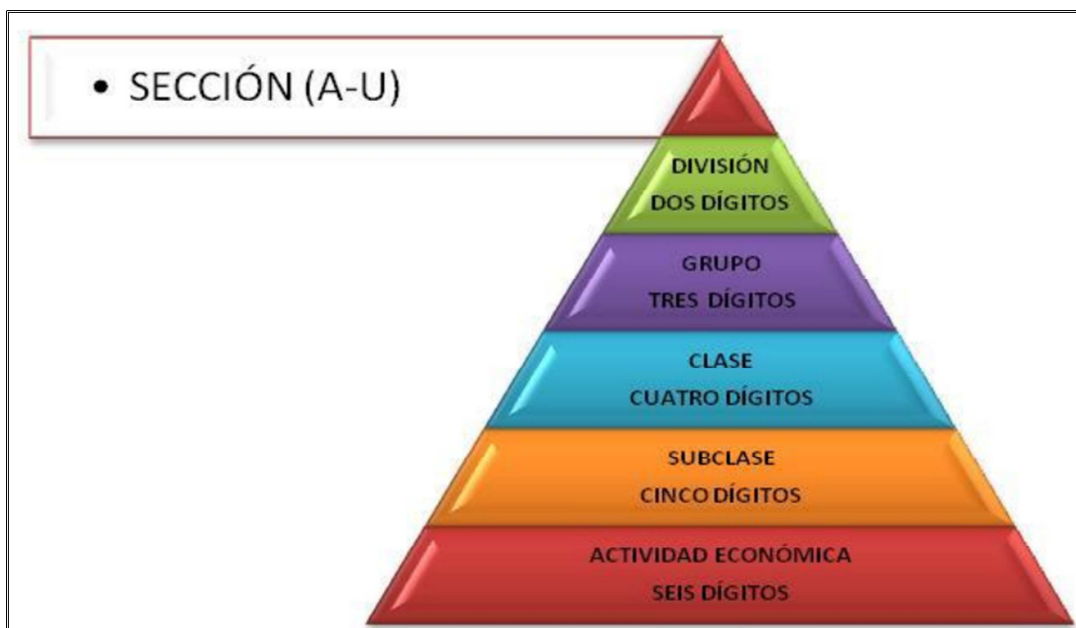 • SECCIÓN (A-U)
DIVISIÓN
DOS DÍGITOS
GRUPO
TRES DÍGITOS
CLASE
CUATRO DÍGITOS
SUBCLASE
CINCO DÍGITOS
ACTIVIDAD ECONÓMICA
SEIS DÍGITOS